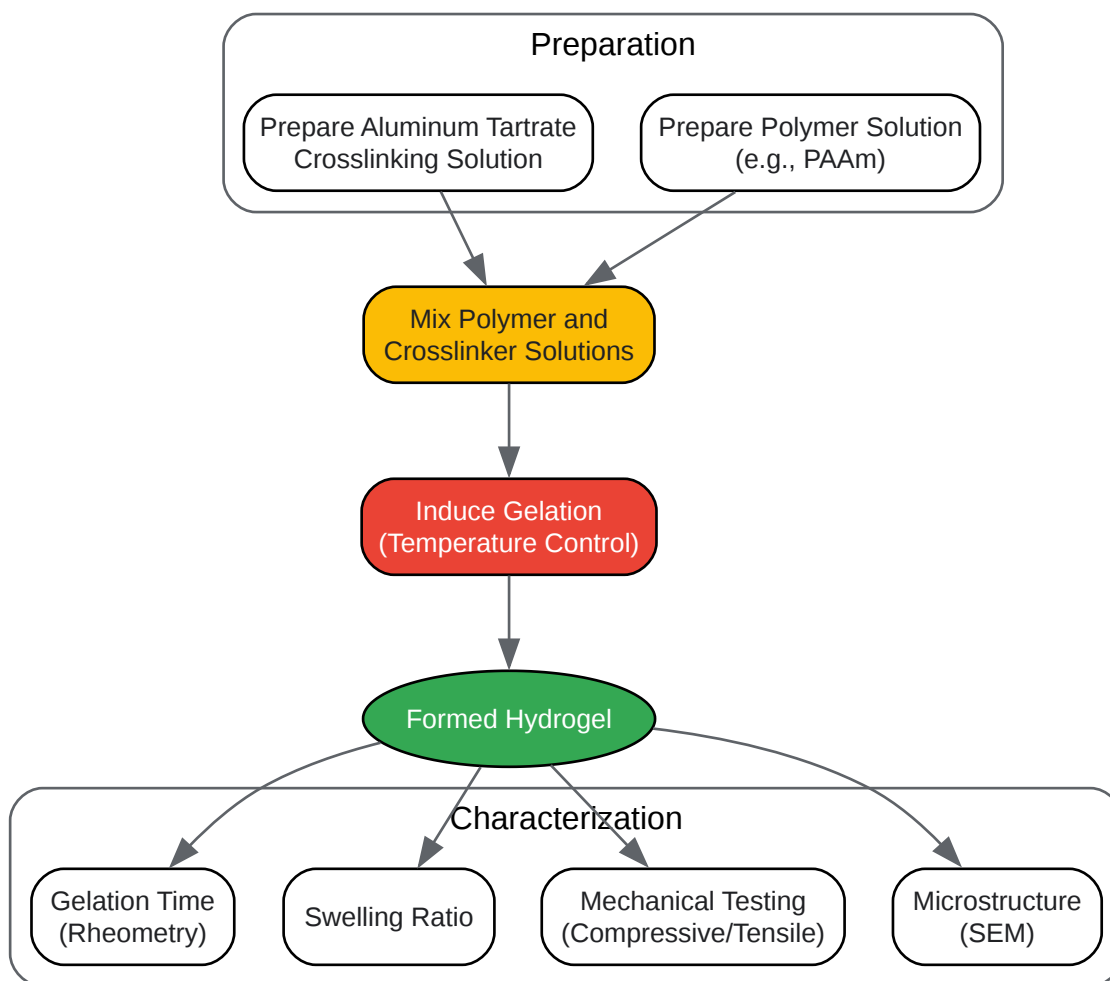 Preparation
Prepare Aluminum Tartrate
Crosslinking Solution
Prepare Polymer Solution
(e.g., PAAm)
Mix Polymer and
Crosslinker Solutions
Induce Gelation
(Temperature Control)
Formed Hydrogel
Characterization
Gelation Time
(Rheometry)
Swelling Ratio
Mechanical Testing
(Compressive/Tensile)
Microstructure
(SEM)